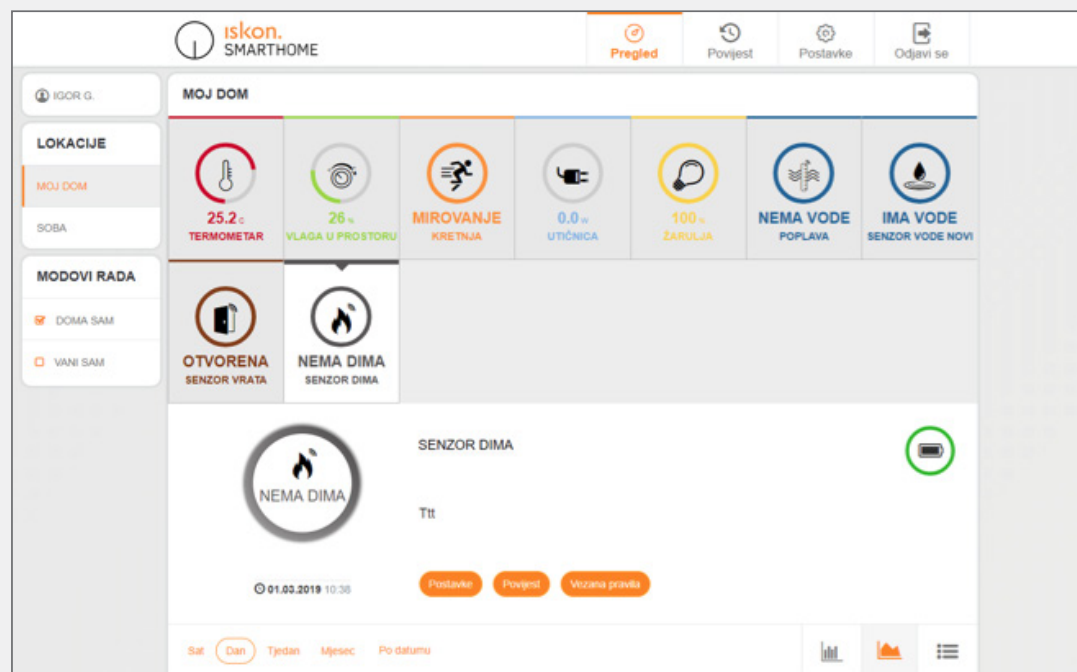 ıskon.
SMARTHOME
Pregled
Povijest
Postavke
Odjavi se
IGOR G.
LOKACIJE
MOJ DOM
SOBA
MODOVI RADA
DOMA SAM
VANI SAM
MOJ DOM
25.2 c
TERMOMETAR
26 %
VLAGA U PROSTORU
MIROVANJE
KRETNJA
0.0 w
UTIČNICA
100 %
ŽARULJA
NEMA VODE
POPLAVA
IMA VODE
SENZOR VODE NOVI
OTVORENA
SENZOR VRATA
NEMA DIMA
SENZOR DIMA
NEMA DIMA
01.03.2019 10:36
SENZOR DIMA
Ttt
Postavke
Povijest
Vezana pravila
Sat
Dan
Tjedan
Mjesec
Po datumu